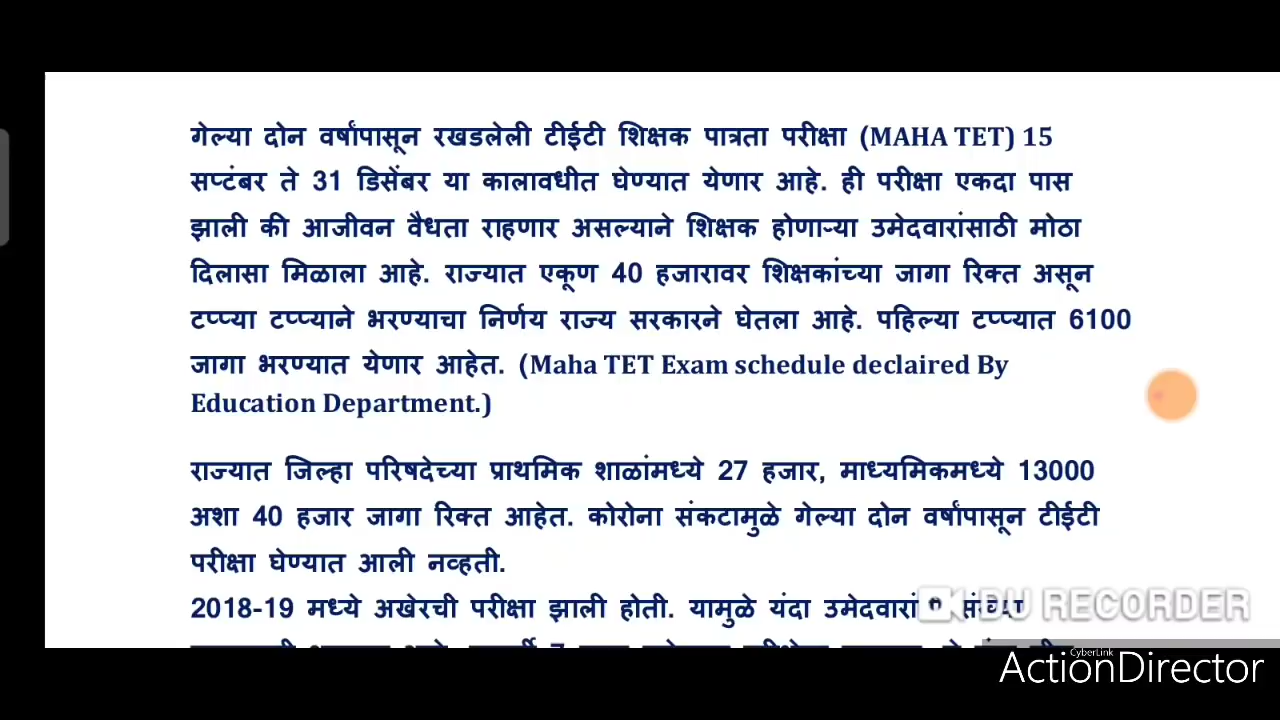 गेल्या दोन वर्षांपासून रखडलेली टीईटी शिक्षक पात्रता परीक्षा (MAHA TET) 15
सप्टंबर ते 31 डिसेंबर या कालावधीत घेण्यात येणार आहे. ही परीक्षा एकदा पास
झाली की आजीवन वैधता राहणार असल्याने शिक्षक होणाऱ्या उमेदवारांसाठी मोठा
दिलासा मिळाला आहे. राज्यात एकूण 40 हजारावर शिक्षकांच्या जागा रिक्त असून
टप्प्या टप्प्याने भरण्याचा निर्णय राज्य सरकारने घेतला आहे. पहिल्या टप्प्यात 6100
जागा भरण्यात येणार आहेत. (Maha TET Exam schedule declaired By
Education Department.)
राज्यात जिल्हा परिषदेच्या प्राथमिक शाळांमध्ये 27 हजार, माध्यमिकमध्ये 13000
अशा 40 हजार जागा रिक्त आहेत. कोरोना संकटामुळे गेल्या दोन वर्षांपासून टीईटी
परीक्षा घेण्यात आली नव्हती.
2018-19 मध्ये अखेरची परीक्षा झाली होती. यामुळे यंदा
DU RECORDER
CyberLink
ActionDirector